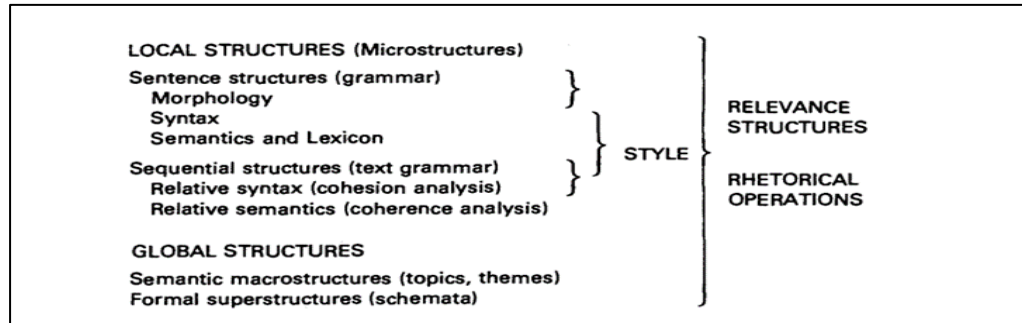 LOCAL STRUCTURES (Microstructures)
Sentence structures (grammar)
Morphology
Syntax
Semantics and Lexicon
Sequential structures (text grammar)
Relative syntax (cohesion analysis)
Relative semantics (coherence analysis)
GLOBAL STRUCTURES
Semantic macrostructures (topics, themes)
Formal superstructures (schemata)
STYLE
RELEVANCE
STRUCTURES
RHETORICAL
OPERATIONS